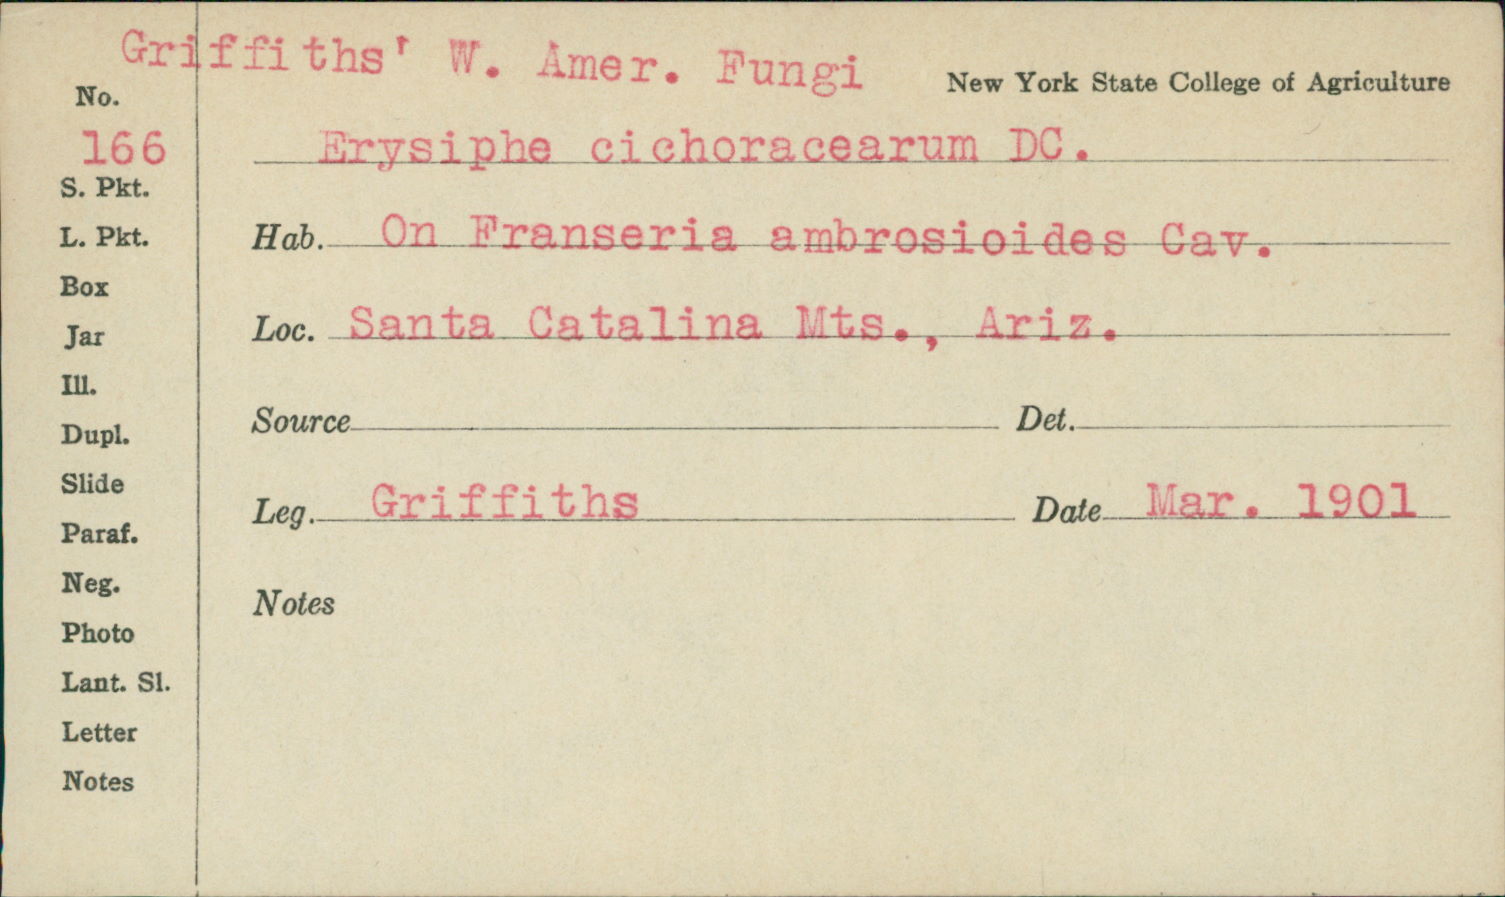 Griffiths' W. Amer. Fungi
New York State College of Agriculture
No.
166
Erysiphe cichoracearum DC.
S. Pkt.
L. Pkt.
Hab. On Franseria ambrosioides Cav.
Box
Jar
Loc. Santa Catalina Mts., Ariz.
Ill.
Dupl.
Source Det.
Slide
Leg. Griffiths Date Mar. 1901
Paraf.
Neg.
Notes
Photo
Lant. Sl.
Letter
Notes